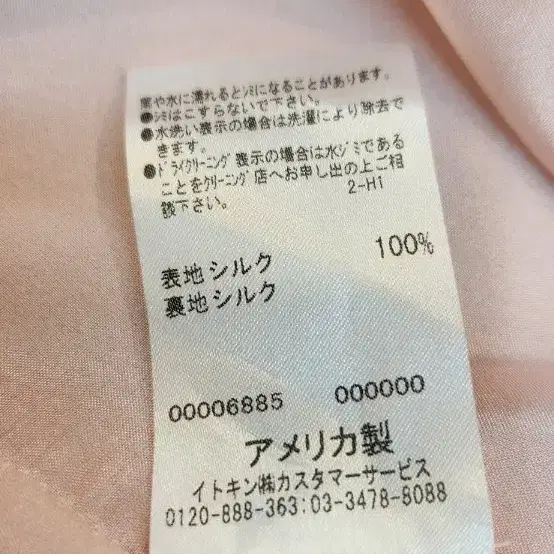 雨や水に濡れるとシミになることがあります。
●シミはこすらないで下さい。
●水洗い表示の場合は洗濯により除去で
きます。
●ドライクリーニング表示の場合は水ジミである
ことをクリーニング店へお申し出の上ご相
談下さい。 2-Hi
表地シルク 100%
裏地シルク
00006885 000000
アメリカ製
イトキン㈱カスタマーサービス
0120-888-363:03-3478-8088